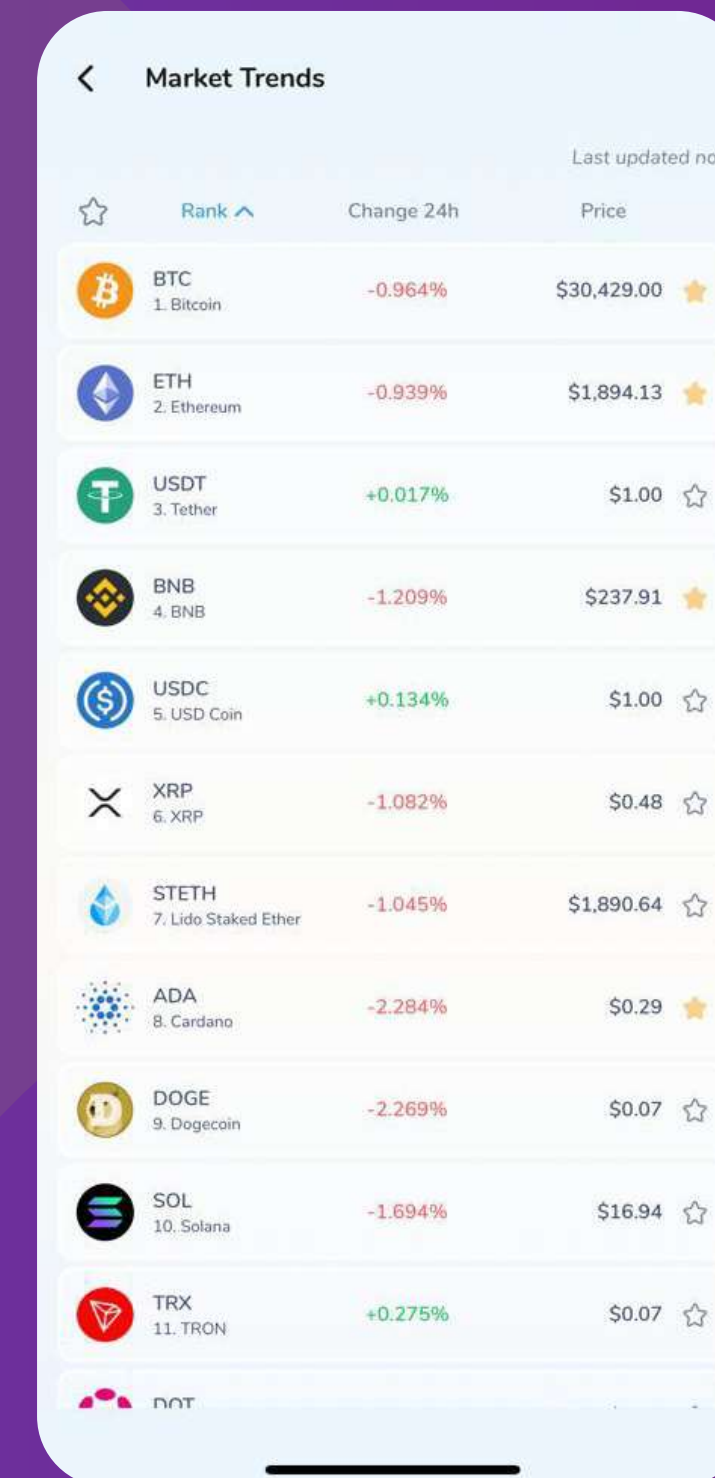 Market Trends
Last updated no
Rank Change 24h Price
BTC
1. Bitcoin
-0.964% $30,429.00
ETH
2. Ethereum
-0.939% $1,894.13
USDT
3. Tether
+0.017% $1.00
BNB
4. BNB
-1.209% $237.91
USDC
5. USD Coin
+0.134% $1.00
XRP
6. XRP
-1.082% $0.48
STETH
7. Lido Staked Ether
-1.045% $1,890.64
ADA
8. Cardano
-2.284% $0.29
DOGE
9. Dogecoin
-2.269% $0.07
SOL
10. Solana
-1.694% $16.94
TRX
11. TRON
+0.275% $0.07
DOT